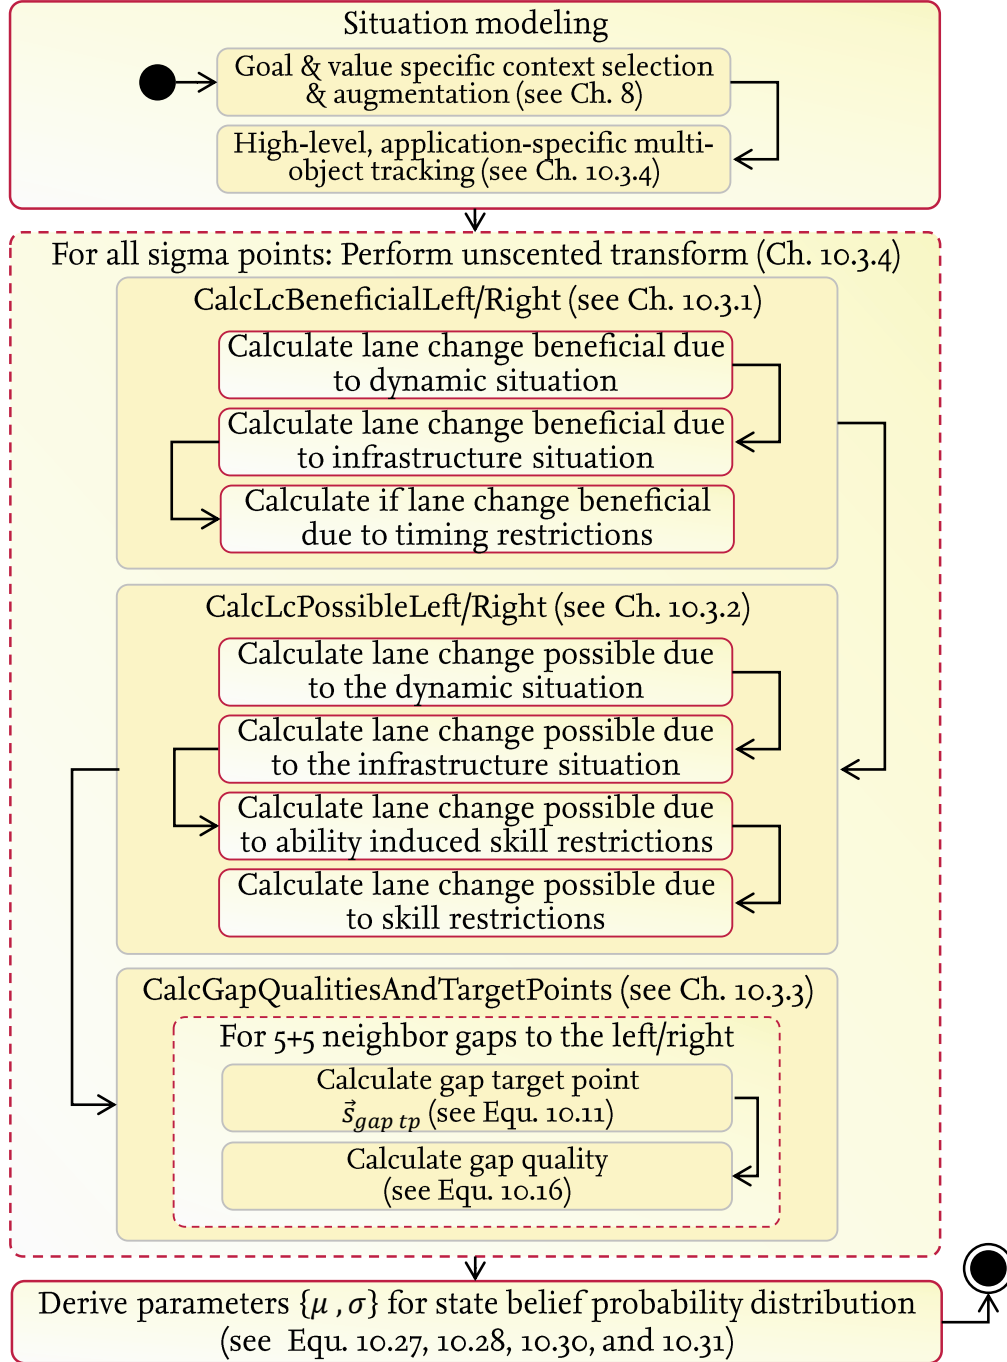 Situation modeling
Goal & value specific context selection
& augmentation (see Ch. 8)
High-level, application-specific multi-
object tracking (see Ch. 10.3.4)
For all sigma points: Perform unscented transform (Ch. 10.3.4)
CalcLcBeneficialLeft/Right (see Ch. 10.3.1)
Calculate lane change beneficial due
to dynamic situation
Calculate lane change beneficial due
to infrastructure situation
Calculate if lane change beneficial
due to timing restrictions
CalcLcPossibleLeft/Right (see Ch. 10.3.2)
Calculate lane change possible due
to the dynamic situation
Calculate lane change possible due
to the infrastructure situation
Calculate lane change possible due
to ability induced skill restrictions
Calculate lane change possible due
to skill restrictions
CalcGapQualitiesAndTargetPoints (see Ch. 10.3.3)
For 5+5 neighbor gaps to the left/right
Calculate gap target point
$\vec{s}_{gap\ tp}$ (see Equ. 10.11)
Calculate gap quality
(see Equ. 10.16)
Derive parameters {μ , σ} for state belief probability distribution
(see Equ. 10.27, 10.28, 10.30, and 10.31)